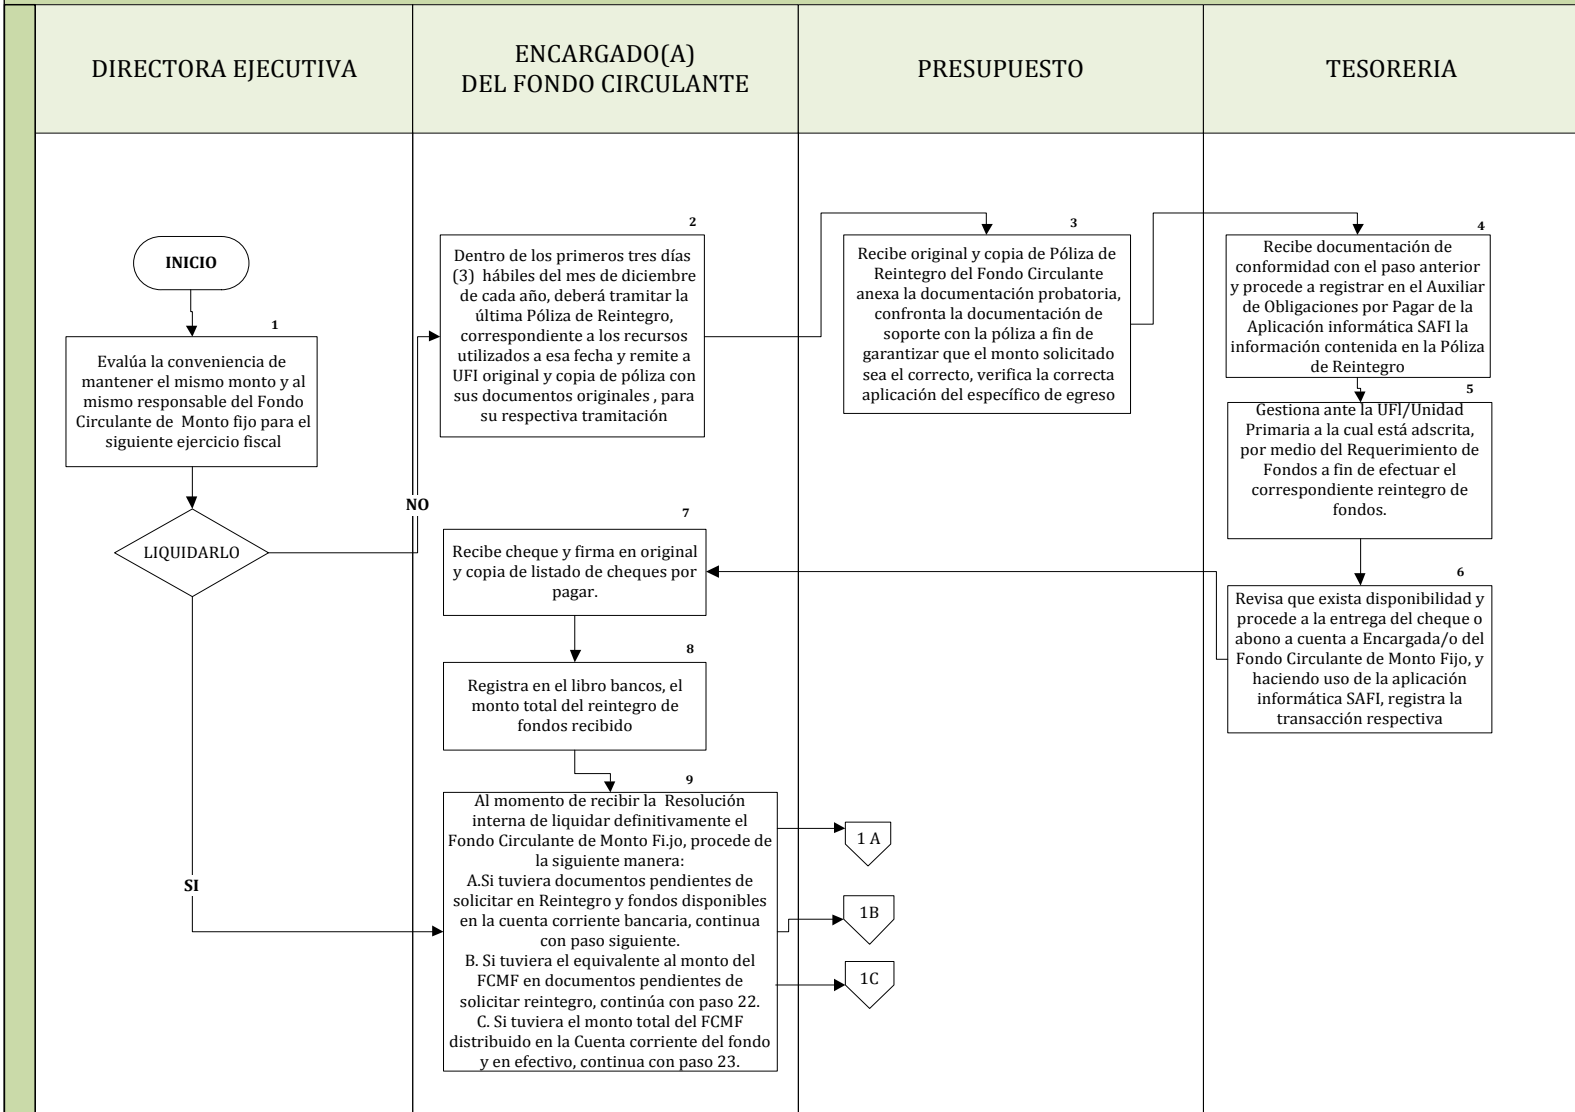 DIRECTORA EJECUTIVA
ENCARGADO(A)
DEL FONDO CIRCULANTE
PRESUPUESTO
TESORERIA
INICIO
1
Evalúa la conveniencia de
mantener el mismo monto y al
mismo responsable del Fondo
Circulante de Monto fijo para el
siguiente ejercicio fiscal
LIQUIDARLO
NO
SI
2
Dentro de los primeros tres días
(3) hábiles del mes de diciembre
de cada año, deberá tramitar la
última Póliza de Reintegro,
correspondiente a los recursos
utilizados a esa fecha y remite a
UFI original y copia de póliza con
sus documentos originales , para
su respectiva tramitación
3
Recibe original y copia de Póliza de
Reintegro del Fondo Circulante
anexa la documentación probatoria,
confronta la documentación de
soporte con la póliza a fin de
garantizar que el monto solicitado
sea el correcto, verifica la correcta
aplicación del específico de egreso
4
Recibe documentación de
conformidad con el paso anterior
y procede a registrar en el Auxiliar
de Obligaciones por Pagar de la
Aplicación informática SAFI la
información contenida en la Póliza
de Reintegro
5
Gestiona ante la UFI/Unidad
Primaria a la cual está adscrita,
por medio del Requerimiento de
Fondos a fin de efectuar el
correspondiente reintegro de
fondos.
6
Revisa que exista disponibilidad y
procede a la entrega del cheque o
abono a cuenta a Encargada/o del
Fondo Circulante de Monto Fijo, y
haciendo uso de la aplicación
informática SAFI, registra la
transacción respectiva
7
Recibe cheque y firma en original
y copia de listado de cheques por
pagar.
8
Registra en el libro bancos, el
monto total del reintegro de
fondos recibido
9
Al momento de recibir la Resolución
interna de liquidar definitivamente el
Fondo Circulante de Monto Fi.jo, procede de
la siguiente manera:
A.Si tuviera documentos pendientes de
solicitar en Reintegro y fondos disponibles
en la cuenta corriente bancaria, continua
con paso siguiente.
B. Si tuviera el equivalente al monto del
FCMF en documentos pendientes de
solicitar reintegro, continúa con paso 22.
C. Si tuviera el monto total del FCMF
distribuido en la Cuenta corriente del fondo
y en efectivo, continua con paso 23.
1 A
1B
1C